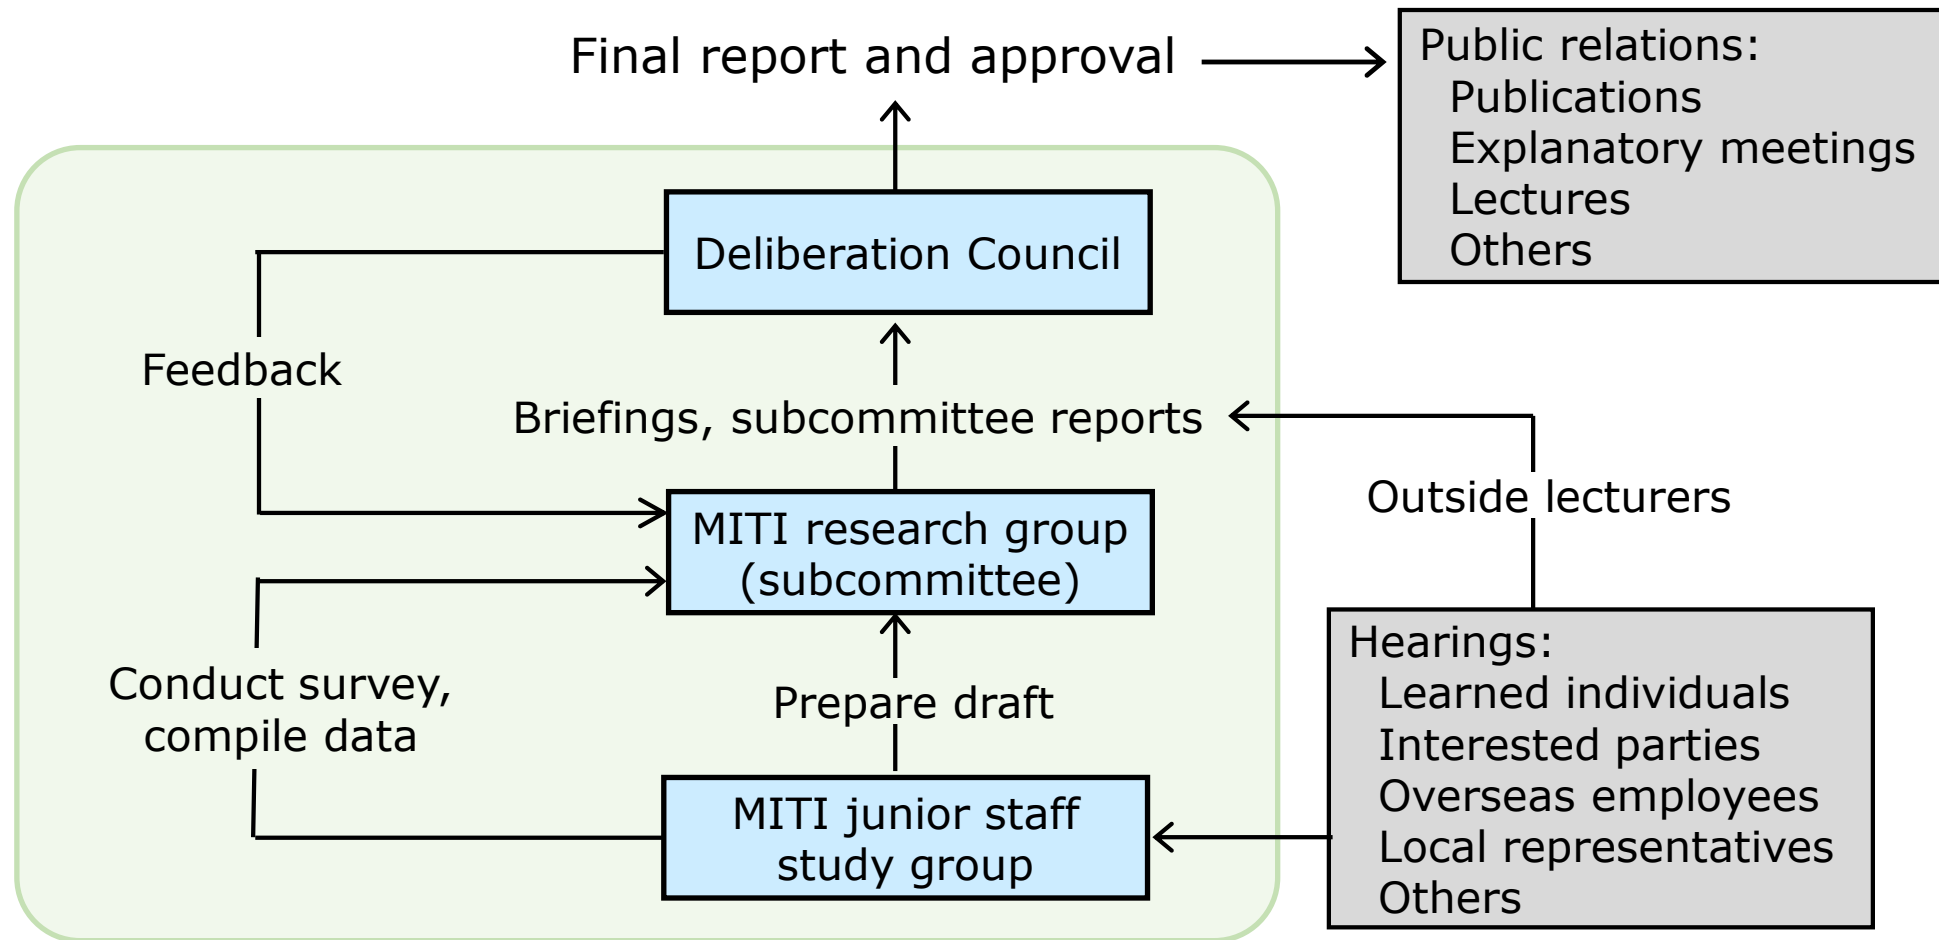 Final report and approval
Public relations:
Publications
Explanatory meetings
Lectures
Others
Deliberation Council
Feedback
Briefings, subcommittee reports
Outside lecturers
MITI research group
(subcommittee)
Conduct survey,
compile data
Prepare draft
Hearings:
Learned individuals
Interested parties
Overseas employees
Local representatives
Others
MITI junior staff
study group